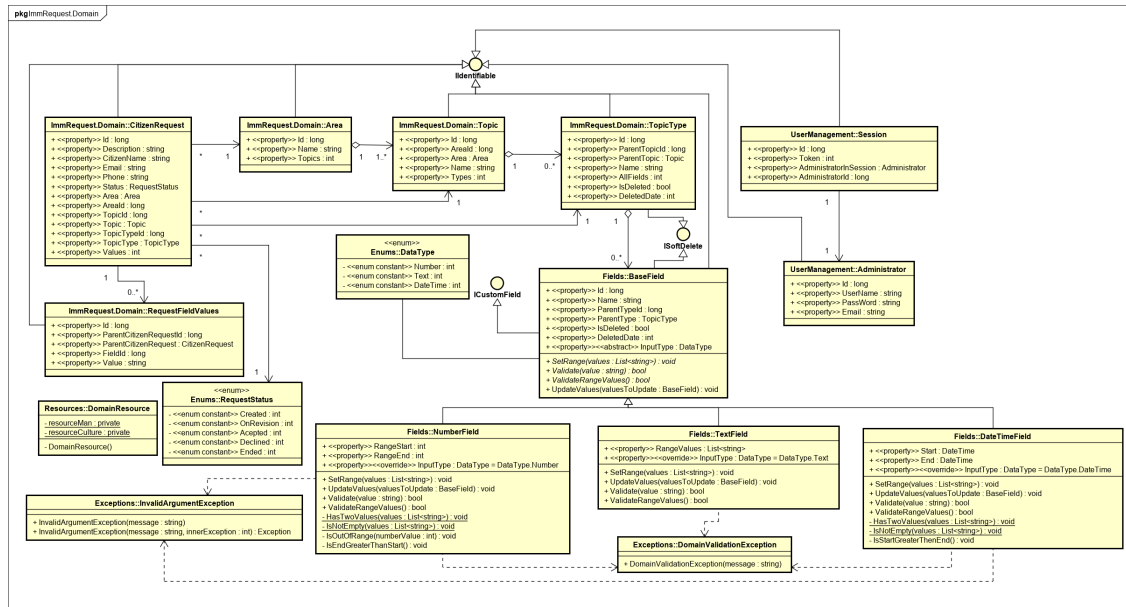 pkg ImmRequest.Domain
IIdentifiable
ImmRequest.Domain::CitizenRequest
+ <<property>> Id : long
+ <<property>> Description : string
+ <<property>> CitizenName : string
+ <<property>> Email : string
+ <<property>> Phone : string
+ <<property>> Status : RequestStatus
+ <<property>> Area : Area
+ <<property>> AreaId : long
+ <<property>> TopicId : long
+ <<property>> Topic : Topic
+ <<property>> TopicTypeId : long
+ <<property>> TopicType : TopicType
+ <<property>> Values : int
*
1
*
*
*
1
0..*
ImmRequest.Domain::Area
+ <<property>> Id : long
+ <<property>> Name : string
+ <<property>> Topics : int
1
1..*
ImmRequest.Domain::Topic
+ <<property>> Id : long
+ <<property>> AreaId : long
+ <<property>> Area : Area
+ <<property>> Name : string
+ <<property>> Types : int
1
0..*
1
ImmRequest.Domain::TopicType
+ <<property>> Id : long
+ <<property>> ParentTopicId : long
+ <<property>> ParentTopic : Topic
+ <<property>> Name : string
+ <<property>> AllFields : int
+ <<property>> IsDeleted : bool
+ <<property>> DeletedDate : int
1
1
0..*
ISoftDelete
UserManagement::Session
+ <<property>> Id : long
+ <<property>> Token : int
+ <<property>> AdministratorInSession : Administrator
+ <<property>> AdministratorId : long
1
1
UserManagement::Administrator
+ <<property>> Id : long
+ <<property>> UserName : string
+ <<property>> PassWord : string
+ <<property>> Email : string
<<enum>>
Enums::DataType
- <<enum constant>> Number : int
- <<enum constant>> Text : int
- <<enum constant>> DateTime : int
ICustomField
Fields::BaseField
+ <<property>> Id : long
+ <<property>> Name : string
+ <<property>> ParentTypeId : long
+ <<property>> ParentType : TopicType
+ <<property>> IsDeleted : bool
+ <<property>> DeletedDate : int
+ <<property>><<abstract>> InputType : DataType
+ SetRange(values : List<string>) : void
+ Validate(value : string) : bool
+ ValidateRangeValues() : bool
+ UpdateValues(valuesToUpdate : BaseField) : void
ImmRequest.Domain::RequestFieldValues
+ <<property>> Id : long
+ <<property>> ParentCitizenRequestId : long
+ <<property>> ParentCitizenRequest : CitizenRequest
+ <<property>> FieldId : long
+ <<property>> Value : string
1
<<enum>>
Enums::RequestStatus
- <<enum constant>> Created : int
- <<enum constant>> OnRevision : int
- <<enum constant>> Acepted : int
- <<enum constant>> Declined : int
- <<enum constant>> Ended : int
Resources::DomainResource
- resourceMan : private
- resourceCulture : private
- DomainResource()
Fields::NumberField
+ <<property>> RangeStart : int
+ <<property>> RangeEnd : int
+ <<property>><<override>> InputType : DataType = DataType.Number
+ SetRange(values : List<string>) : void
+ UpdateValues(valuesToUpdate : BaseField) : void
+ Validate(value : string) : bool
+ ValidateRangeValues() : bool
- HasTwoValues(values : List<string>) : void
- IsNotEmpty(values : List<string>) : void
- IsOutOfRange(numberValue : int) : void
- IsEndGreaterThanStart() : void
Fields::TextField
+ <<property>> RangeValues : List<string>
+ <<property>><<override>> InputType : DataType = DataType.Text
+ SetRange(values : List<string>) : void
+ UpdateValues(valuesToUpdate : BaseField) : void
+ Validate(value : string) : bool
+ ValidateRangeValues() : bool
Fields::DateTimeField
+ <<property>> Start : DateTime
+ <<property>> End : DateTime
+ <<property>><<override>> InputType : DataType = DataType.DateTime
+ SetRange(values : List<string>) : void
+ UpdateValues(valuesToUpdate : BaseField) : void
+ Validate(value : string) : bool
+ ValidateRangeValues() : bool
- HasTwoValues(values : List<string>) : void
- IsNotEmpty(values : List<string>) : void
- IsStartGreaterThenEnd() : void
Exceptions::InvalidArgumentException
+ InvalidArgumentException(message : string)
+ InvalidArgumentException(message : string, innerException : int) : Exception
Exceptions::DomainValidationException
+ DomainValidationException(message : string)